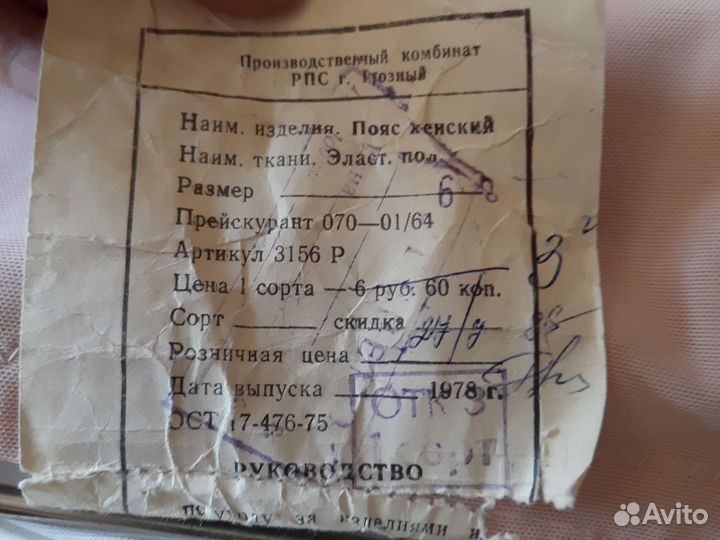 Производственный комбинат
РПС г. Грозный
Наим. изделия. Пояс женский
Наим. ткани. Эласт. пол.
Размер 68
Прейскурант 070—01/64
Артикул 3156 Р
Цена 1 сорта — 6 руб. 60 коп.
Сорт скидка
Розничная цена
Дата выпуска 1978 г.
ОСТ 17-476-75
ОТК 3
1 сорт
РУКОВОДСТВО
по уходу за изделиями и
Avito